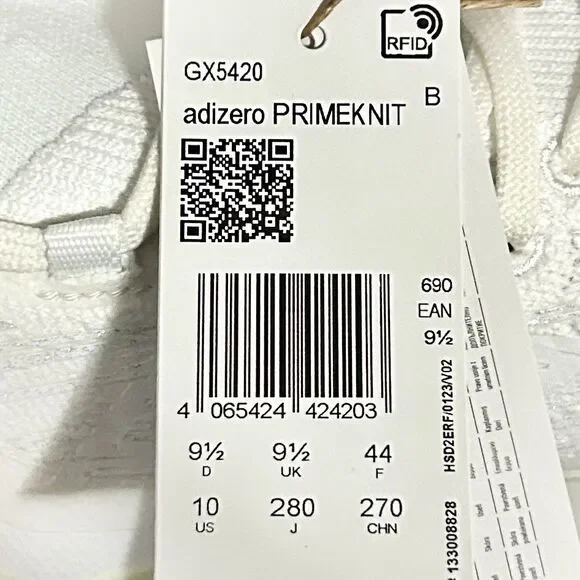 RFID
GX5420
adizero PRIMEKNIT B
690
EAN
9½
4 065424 424203
9½ 9½ 44
D UK F
10 280 270
US J CHN
HSD2ERF/0123/V02
133008828